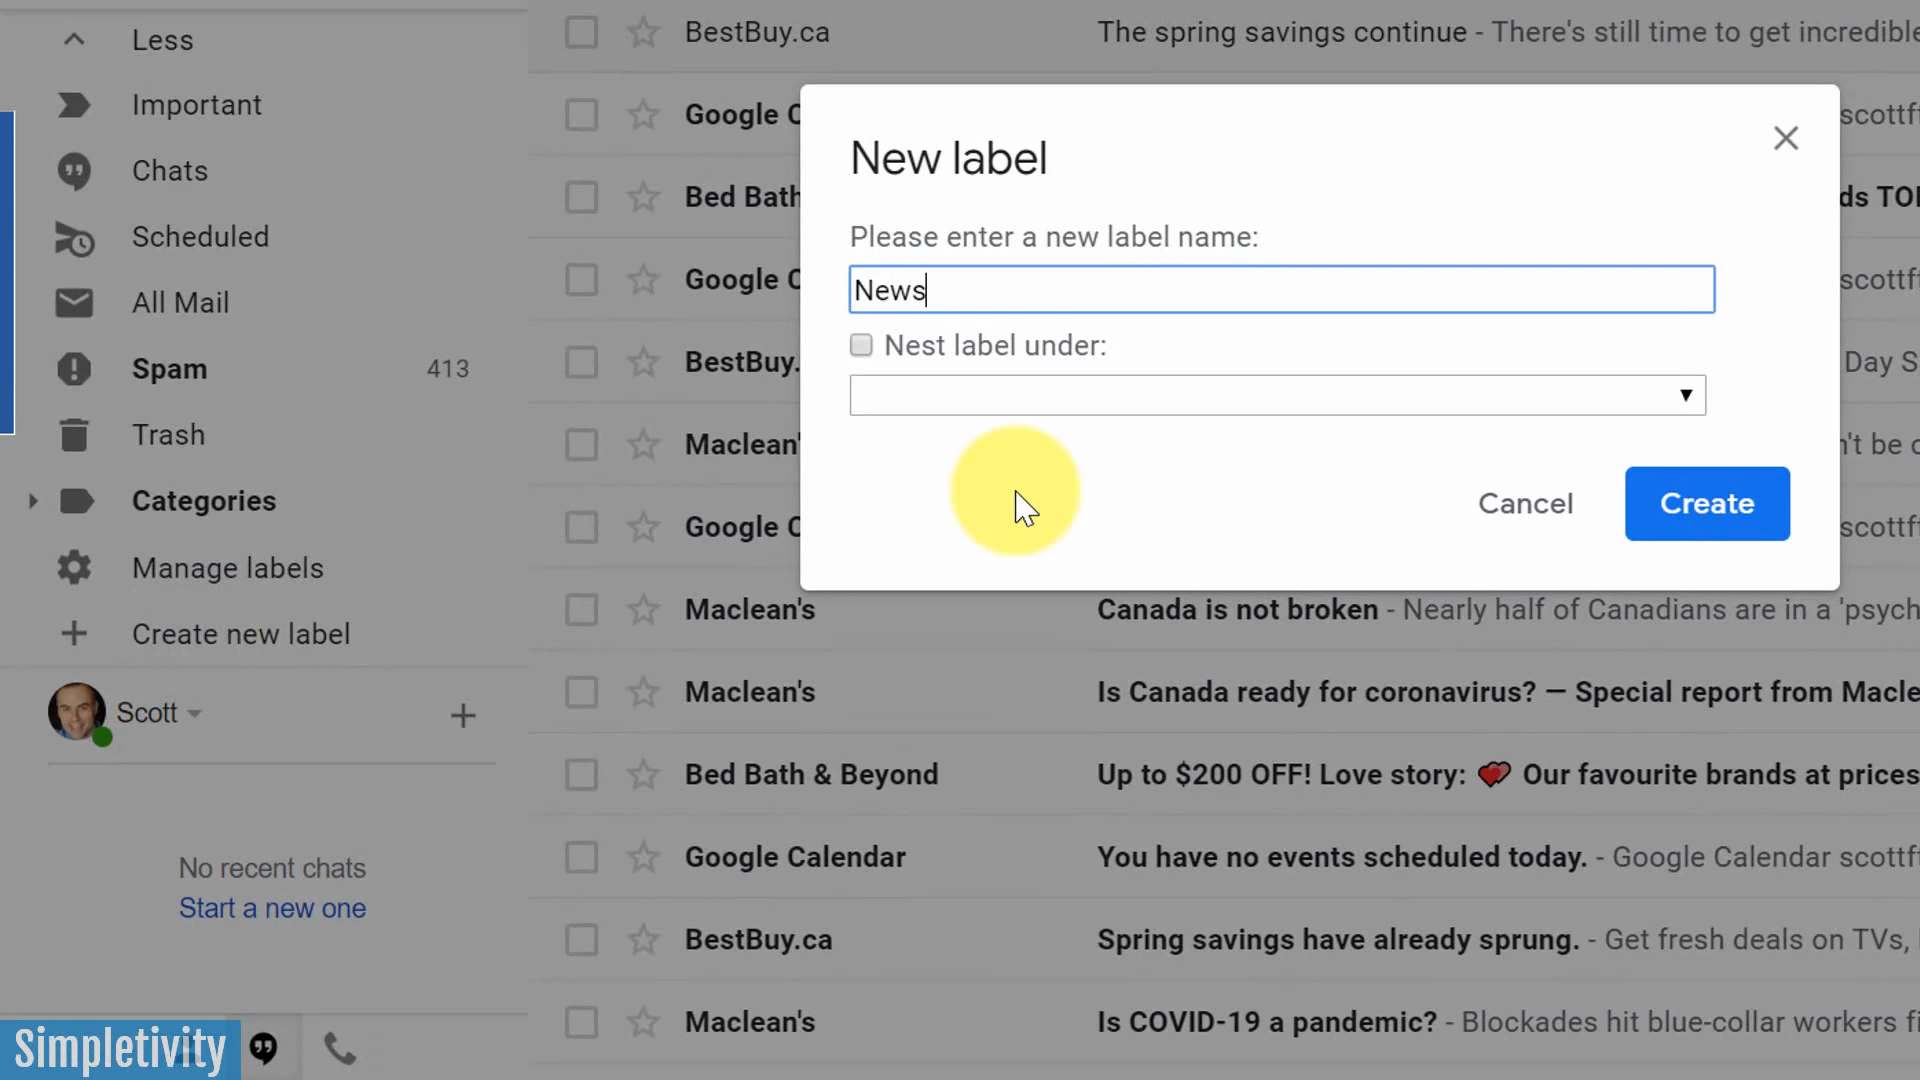 Less
Important
Chats
Scheduled
All Mail
Spam 413
Trash
Categories
Manage labels
Create new label
Scott
No recent chats
Start a new one
Simpletivity
BestBuy.ca The spring savings continue - There's still time to get incredible
Google C scottff
Bed Bath ds TO
Google C scottff
BestBuy. Day S
Maclean' 't be
Google C scottff
New label
Please enter a new label name:
News
Nest label under:
Cancel Create
Maclean's Canada is not broken - Nearly half of Canadians are in a 'psych
Maclean's Is Canada ready for coronavirus? — Special report from Macle
Bed Bath & Beyond Up to $200 OFF! Love story: 💕 Our favourite brands at prices
Google Calendar You have no events scheduled today. - Google Calendar scottff
BestBuy.ca Spring savings have already sprung. - Get fresh deals on TVs,
Maclean's Is COVID-19 a pandemic? - Blockades hit blue-collar workers fi